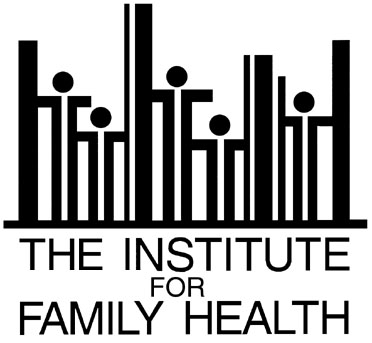 THE INSTITUTE
FOR
FAMILY HEALTH